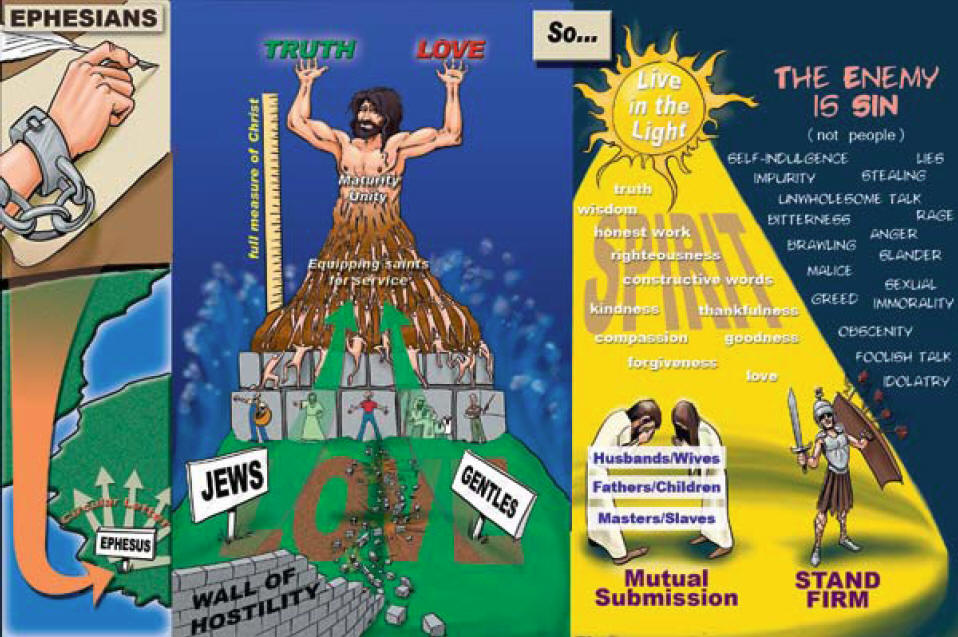 EPHESIANS
Circular Letter
EPHESUS
TRUTH
LOVE
full measure of Christ
Maturity
Unity
Equipping saints
for service
JEWS
GENTLES
LOVE
WALL OF
HOSTILITY
So...
Live
in the
Light
SPIRIT
truth
wisdom
honest work
righteousness
constructive words
kindness
thankfulness
compassion
goodness
forgiveness
love
Husbands/Wives
Fathers/Children
Masters/Slaves
Mutual
Submission
THE ENEMY
IS SIN
(not people)
SELF-INDULGENCE
LIES
IMPURITY
STEALING
UNWHOLESOME TALK
BITTERNESS
RAGE
ANGER
BRAWLING
SLANDER
MALICE
SEXUAL
IMMORALITY
GREED
OBSCENITY
FOOLISH TALK
IDOLATRY
STAND
FIRM